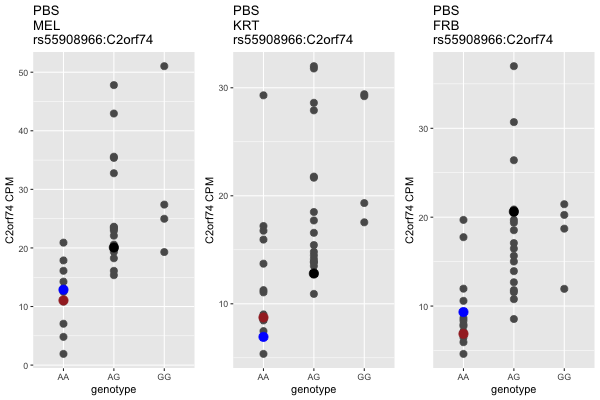 PBS
MEL
rs55908966:C2orf74
C2orf74 CPM
50
40
30
20
10
0
AA AG GG
genotype
PBS
KRT
rs55908966:C2orf74
C2orf74 CPM
30
20
10
AA AG GG
genotype
PBS
FRB
rs55908966:C2orf74
C2orf74 CPM
30
20
10
AA AG GG
genotype